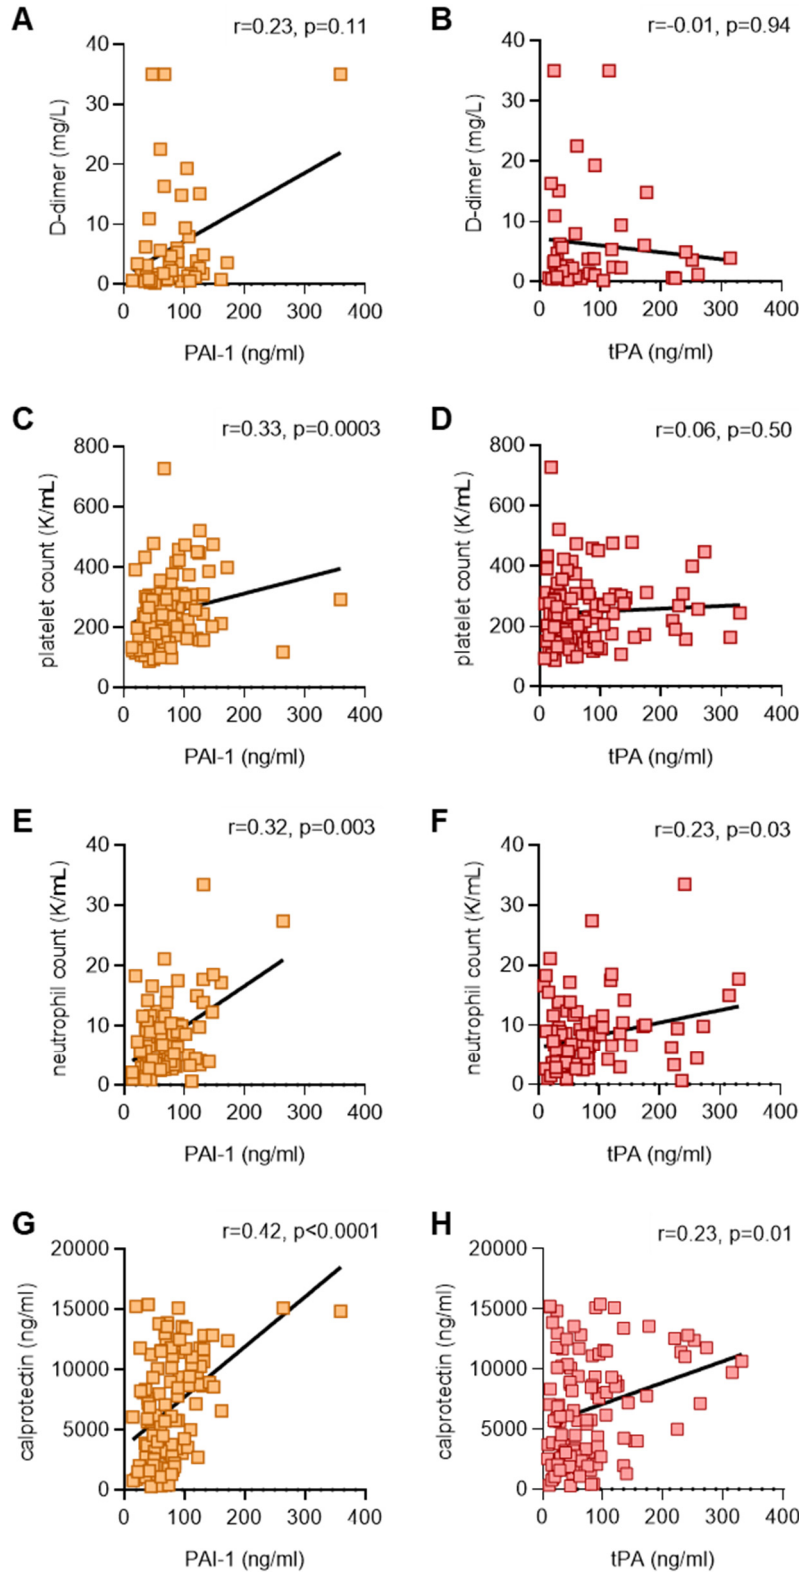 A
r=0.23, p=0.11
D-dimer (mg/L)
40
30
20
10
0
0 100 200 300 400
PAI-1 (ng/ml)
B
r=-0.01, p=0.94
D-dimer (mg/L)
40
30
20
10
0
0 100 200 300 400
tPA (ng/ml)
C
r=0.33, p=0.0003
platelet count (K/mL)
800
600
400
200
0
0 100 200 300 400
PAI-1 (ng/ml)
D
r=0.06, p=0.50
platelet count (K/mL)
800
600
400
200
0
0 100 200 300 400
tPA (ng/ml)
E
r=0.32, p=0.003
neutrophil count (K/mL)
40
30
20
10
0
0 100 200 300 400
PAI-1 (ng/ml)
F
r=0.23, p=0.03
neutrophil count (K/mL)
40
30
20
10
0
0 100 200 300 400
tPA (ng/ml)
G
r=0.42, p<0.0001
calprotectin (ng/ml)
20000
15000
10000
5000
0
0 100 200 300 400
PAI-1 (ng/ml)
H
r=0.23, p=0.01
calprotectin (ng/ml)
20000
15000
10000
5000
0
0 100 200 300 400
tPA (ng/ml)